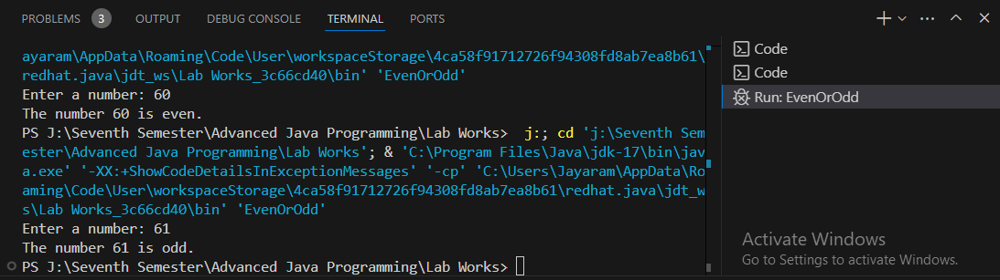 PROBLEMS 3 OUTPUT DEBUG CONSOLE TERMINAL PORTS
ayaram\AppData\Roaming\Code\User\workspaceStorage\4ca58f91712726f94308fd8ab7ea8b61\
redhat.java\jdt_ws\Lab Works_3c66cd40\bin' 'EvenOrOdd'
Enter a number: 60
The number 60 is even.
PS J:\Seventh Semester\Advanced Java Programming\Lab Works>  j:; cd 'j:\Seventh Sem
ester\Advanced Java Programming\Lab Works'; & 'C:\Program Files\Java\jdk-17\bin\jav
a.exe' '-XX:+ShowCodeDetailsInExceptionMessages' '-cp' 'C:\Users\Jayaram\AppData\Ro
aming\Code\User\workspaceStorage\4ca58f91712726f94308fd8ab7ea8b61\redhat.java\jdt_w
s\Lab Works_3c66cd40\bin' 'EvenOrOdd'
Enter a number: 61
The number 61 is odd.
PS J:\Seventh Semester\Advanced Java Programming\Lab Works>
Code
Code
Run: EvenOrOdd
Activate Windows
Go to Settings to activate Windows.